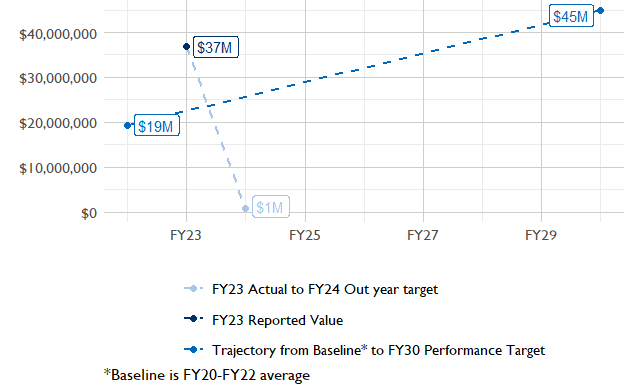 $45M
$40,000,000
$37M
$30,000,000
$20,000,000
$19M
$10,000,000
$1M
$0
FY23 FY25 FY27 FY29
FY23 Actual to FY24 Out year target
FY23 Reported Value
Trajectory from Baseline* to FY30 Performance Target
*Baseline is FY20-FY22 average